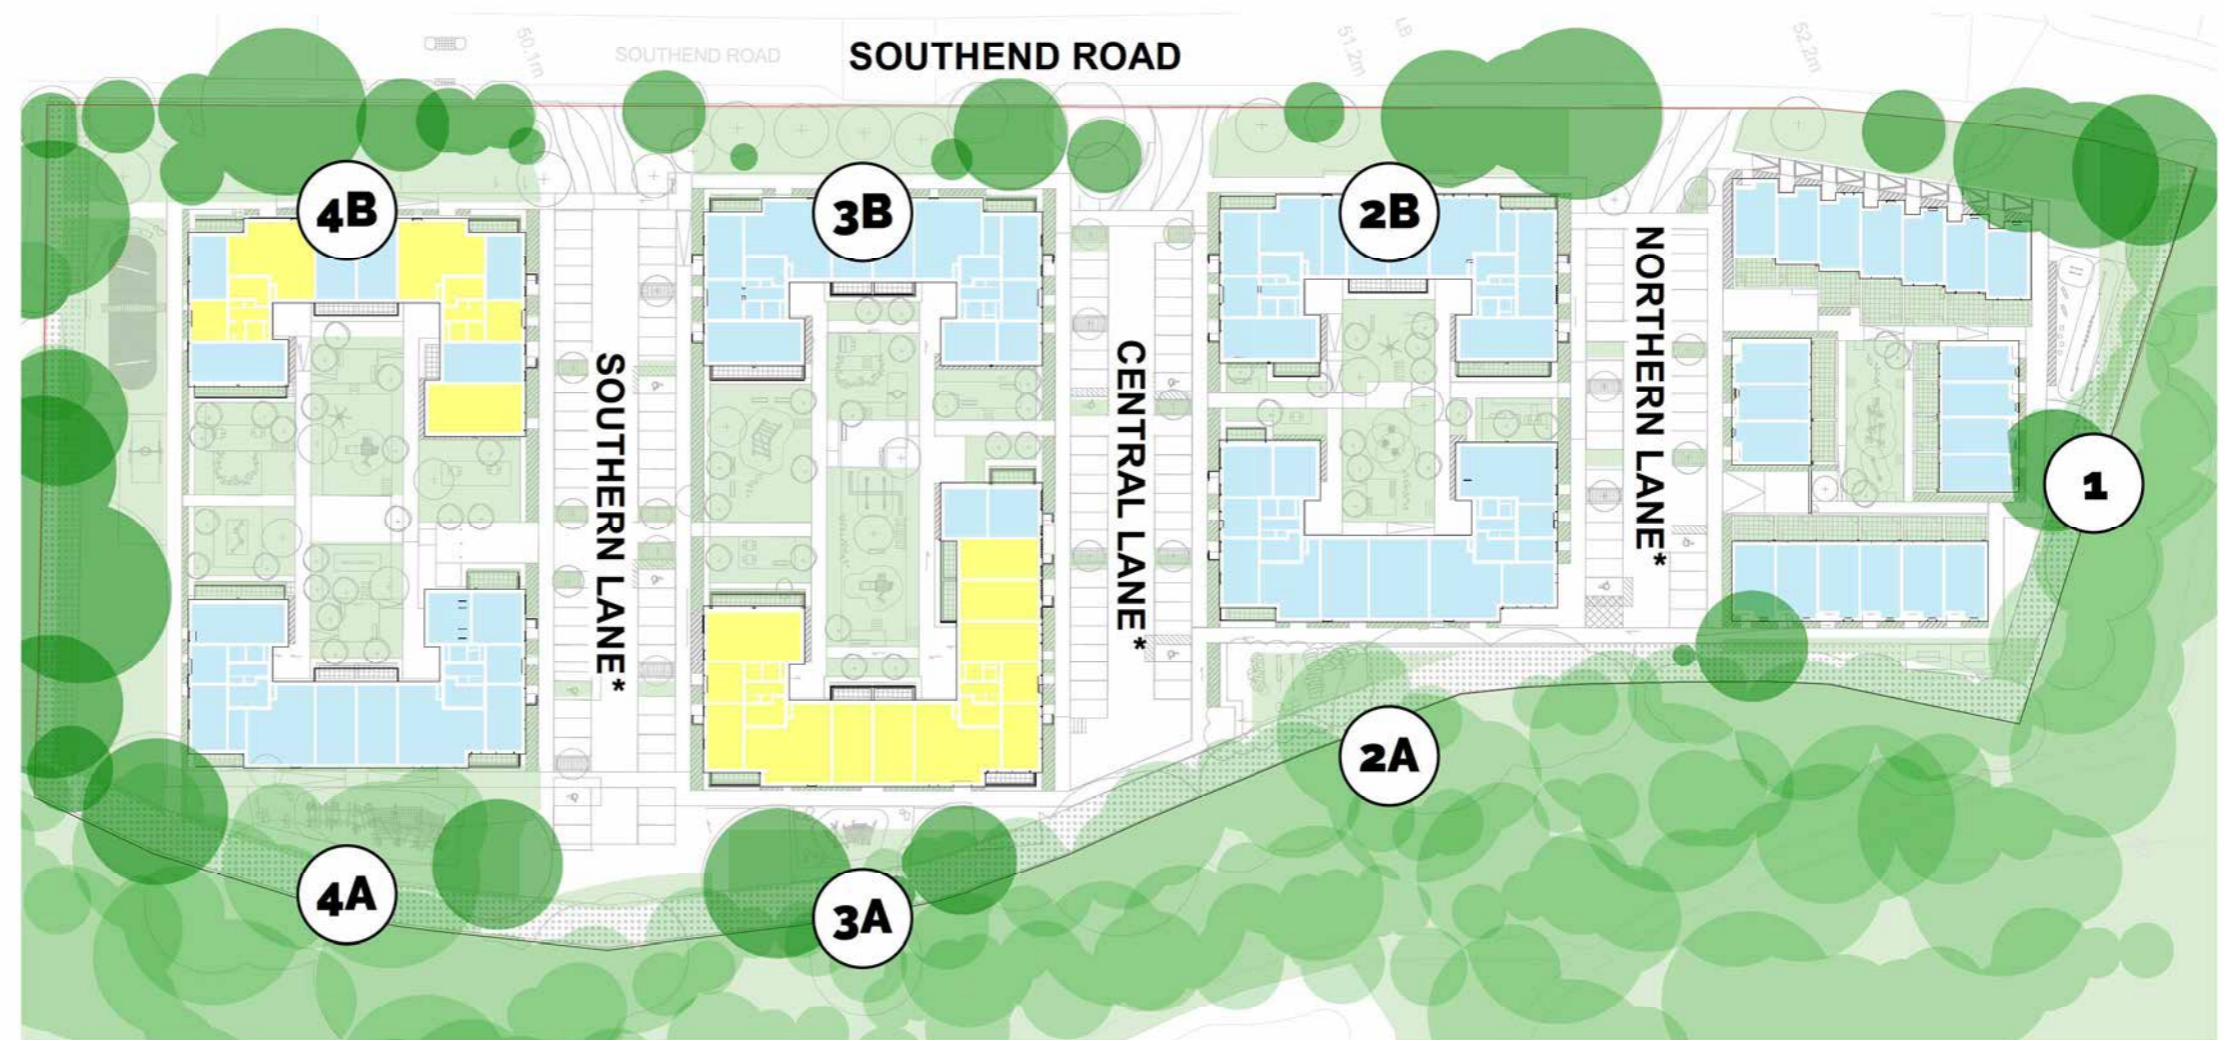 SOUTHEND ROAD
SOUTHEND ROAD
50.1m
51.2m
LB
52.2m
4B
3B
2B
SOUTHERN LANE*
CENTRAL LANE*
NORTHERN LANE*
1
2A
4A
3A